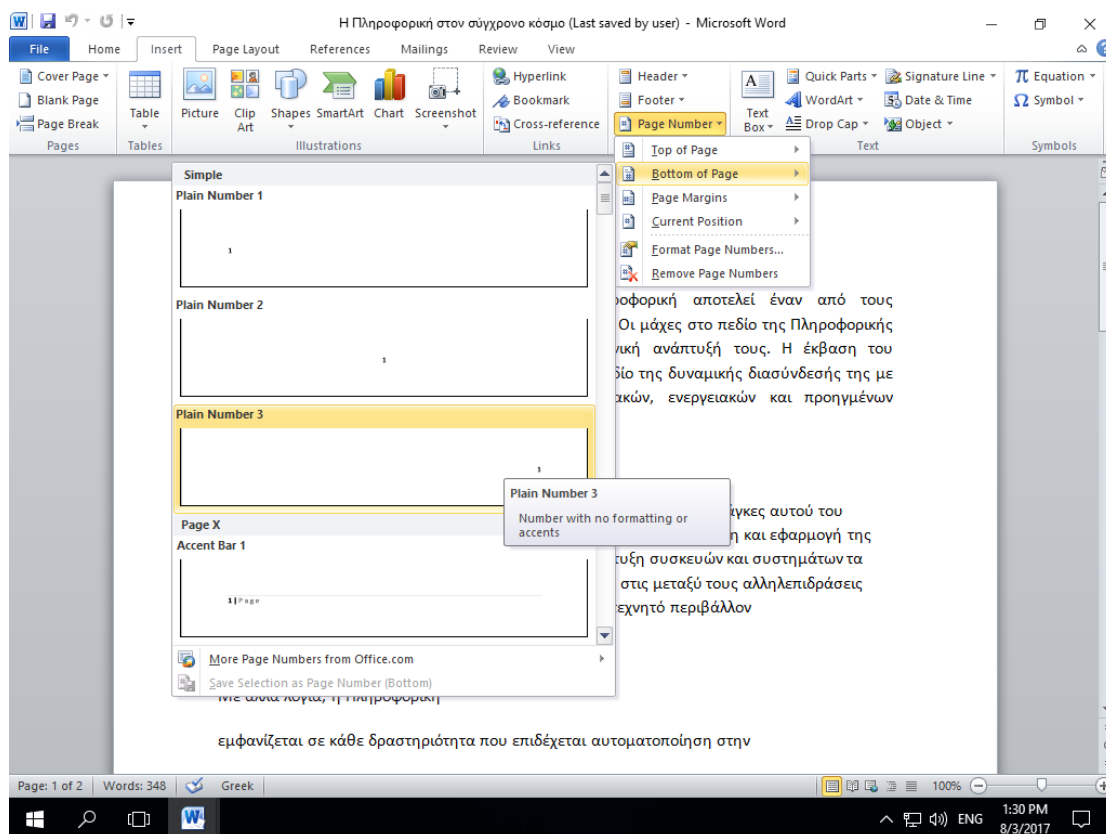 Η Πληροφορική στον σύγχρονο κόσμο (Last saved by user) - Microsoft Word
File Home Insert Page Layout References Mailings Review View
Cover Page
Blank Page
Page Break
Pages
Table
Tables
Picture Clip Art Shapes SmartArt Chart Screenshot
Illustrations
Hyperlink
Bookmark
Cross-reference
Links
Header
Footer
Page Number
Text Box
Quick Parts
WordArt
Drop Cap
Signature Line
Date & Time
Object
Text
Equation
Symbol
Symbols
Top of Page
Bottom of Page
Page Margins
Current Position
Format Page Numbers...
Remove Page Numbers
Simple
Plain Number 1
1
Plain Number 2
1
Plain Number 3
1
Plain Number 3
Number with no formatting or
accents
Page X
Accent Bar 1
1|Page
More Page Numbers from Office.com
Save Selection as Page Number (Bottom)
αποτελεί έναν από τους
Οι μάχες στο πεδίο της Πληροφορικής
ανάπτυξή τους. Η έκβαση του
της δυναμικής διασύνδεσής της με
ενεργειακών και προηγμένων
αυτού του
και εφαρμογή της
συσκευών και συστημάτων τα
στις μεταξύ τους αλληλεπιδράσεις
περιβάλλον
Με άλλα λόγια, η Πληροφορική
εμφανίζεται σε κάθε δραστηριότητα που επιδέχεται αυτοματοποίηση στην
Page: 1 of 2 Words: 348 Greek 100%
ENG 1:30 PM
8/3/2017